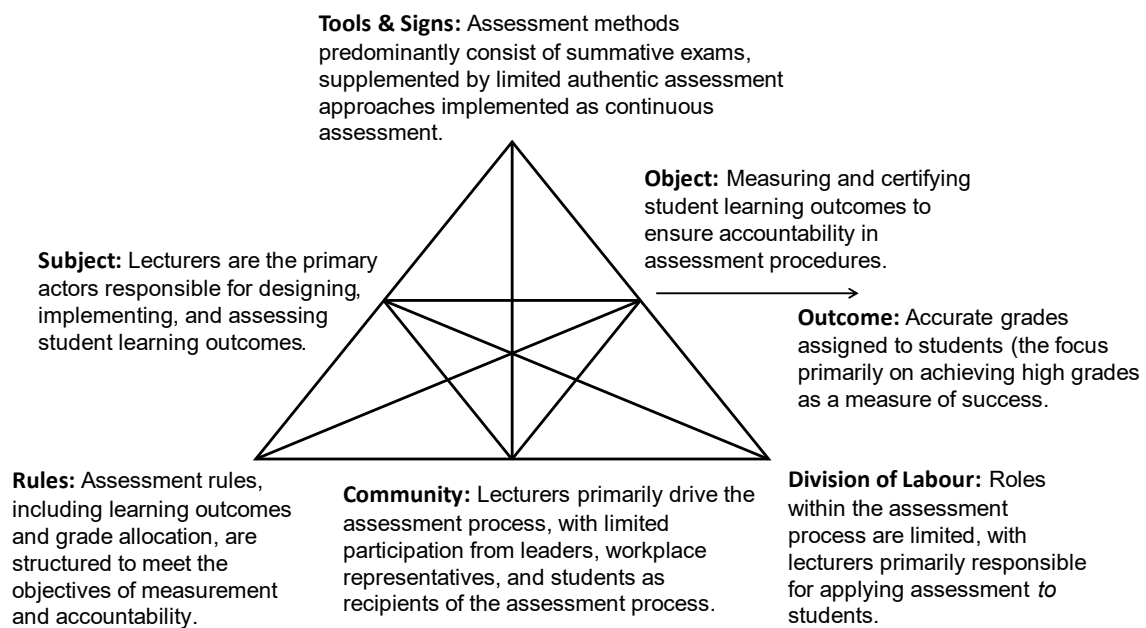 Tools & Signs: Assessment methods
predominantly consist of summative exams,
supplemented by limited authentic assessment
approaches implemented as continuous
assessment.
Object: Measuring and certifying
student learning outcomes to
ensure accountability in
assessment procedures.
Subject: Lecturers are the primary
actors responsible for designing,
implementing, and assessing
student learning outcomes.
Outcome: Accurate grades
assigned to students (the focus
primarily on achieving high grades
as a measure of success.
Rules: Assessment rules,
including learning outcomes
and grade allocation, are
structured to meet the
objectives of measurement
and accountability.
Community: Lecturers primarily drive the
assessment process, with limited
participation from leaders, workplace
representatives, and students as
recipients of the assessment process.
Division of Labour: Roles
within the assessment
process are limited, with
lecturers primarily responsible
for applying assessment to
students.